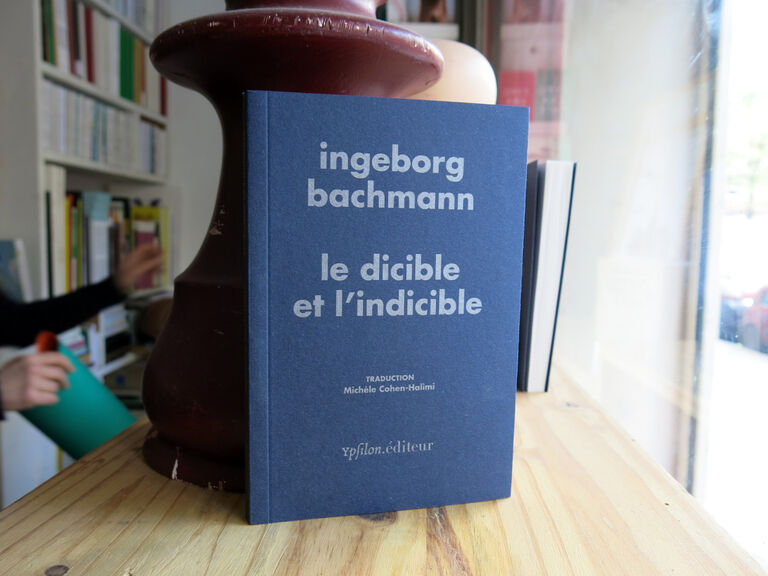 ingeborg
bachmann
le dicible
et l'indicible
TRADUCTION
Michèle Cohen-Halimi
Ypsilon.éditeur